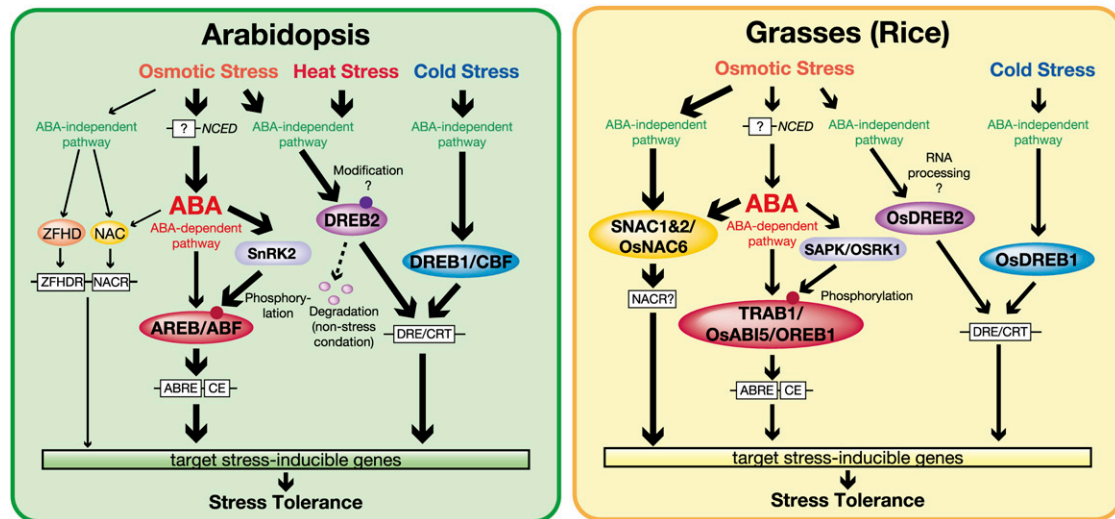 Arabidopsis
Osmotic Stress Heat Stress Cold Stress
ABA-independent
pathway
? NCED
ABA-independent
pathway
ABA-independent
pathway
Modification
?
ZFHD NAC
ABA
ABA-dependent
pathway
DREB2
SnRK2
DREB1/CBF
ZFHDR NACR
Phosphory-
lation
Degradation
(non-stress
condation)
AREB/ABF
DRE/CRT
ABRE CE
target stress-inducible genes
Stress Tolerance
Grasses (Rice)
Osmotic Stress Cold Stress
ABA-independent
pathway
? NCED
ABA-independent
pathway
ABA-independent
pathway
RNA
processing
?
SNAC1&2/
OsNAC6
ABA
ABA-dependent
pathway
OsDREB2
SAPK/OSRK1
OsDREB1
NACR?
Phosphorylation
TRAB1/
OsABI5/OREB1
DRE/CRT
ABRE CE
target stress-inducible genes
Stress Tolerance